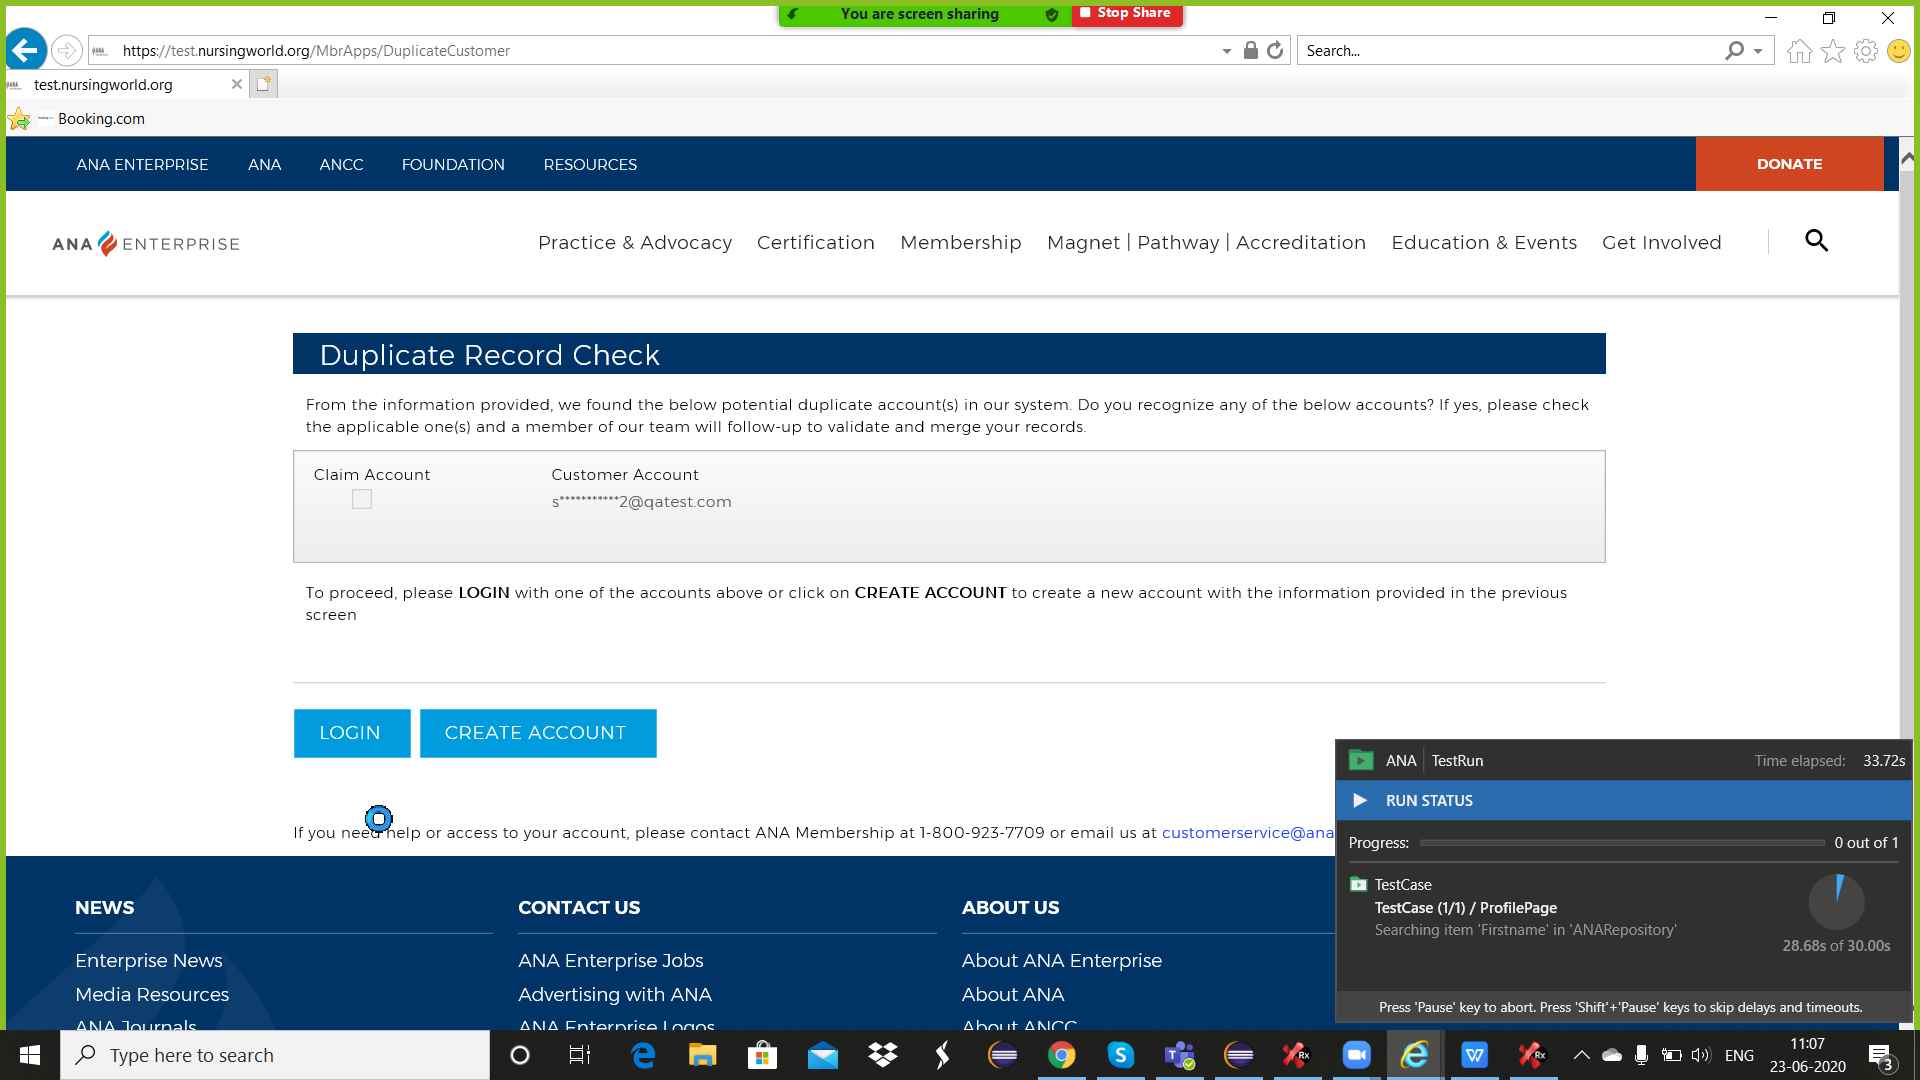 You are screen sharing
Stop Share
https://test.nursingworld.org/MbrApps/DuplicateCustomer
Search...
test.nursingworld.org
Booking.com
ANA ENTERPRISE ANA ANCC FOUNDATION RESOURCES DONATE
ANA ENTERPRISE
Practice & Advocacy Certification Membership Magnet | Pathway | Accreditation Education & Events Get Involved
Duplicate Record Check
From the information provided, we found the below potential duplicate account(s) in our system. Do you recognize any of the below accounts? If yes, please check
the applicable one(s) and a member of our team will follow-up to validate and merge your records.
Claim Account Customer Account
s***********2@qatest.com
To proceed, please LOGIN with one of the accounts above or click on CREATE ACCOUNT to create a new account with the information provided in the previous
screen
LOGIN CREATE ACCOUNT
If you need help or access to your account, please contact ANA Membership at 1-800-923-7709 or email us at customerservice@ana
NEWS CONTACT US ABOUT US
Enterprise News ANA Enterprise Jobs About ANA Enterprise
Media Resources Advertising with ANA About ANA
ANA Journals ANA Enterprise Logos About ANCC
ANA TestRun Time elapsed: 33.72s
RUN STATUS
Progress: 0 out of 1
TestCase
TestCase (1/1) / ProfilePage
Searching item 'Firstname' in 'ANARepository'
28.68s of 30.00s
Press 'Pause' key to abort. Press 'Shift'+'Pause' keys to skip delays and timeouts.
Type here to search
ENG
11:07
23-06-2020
3